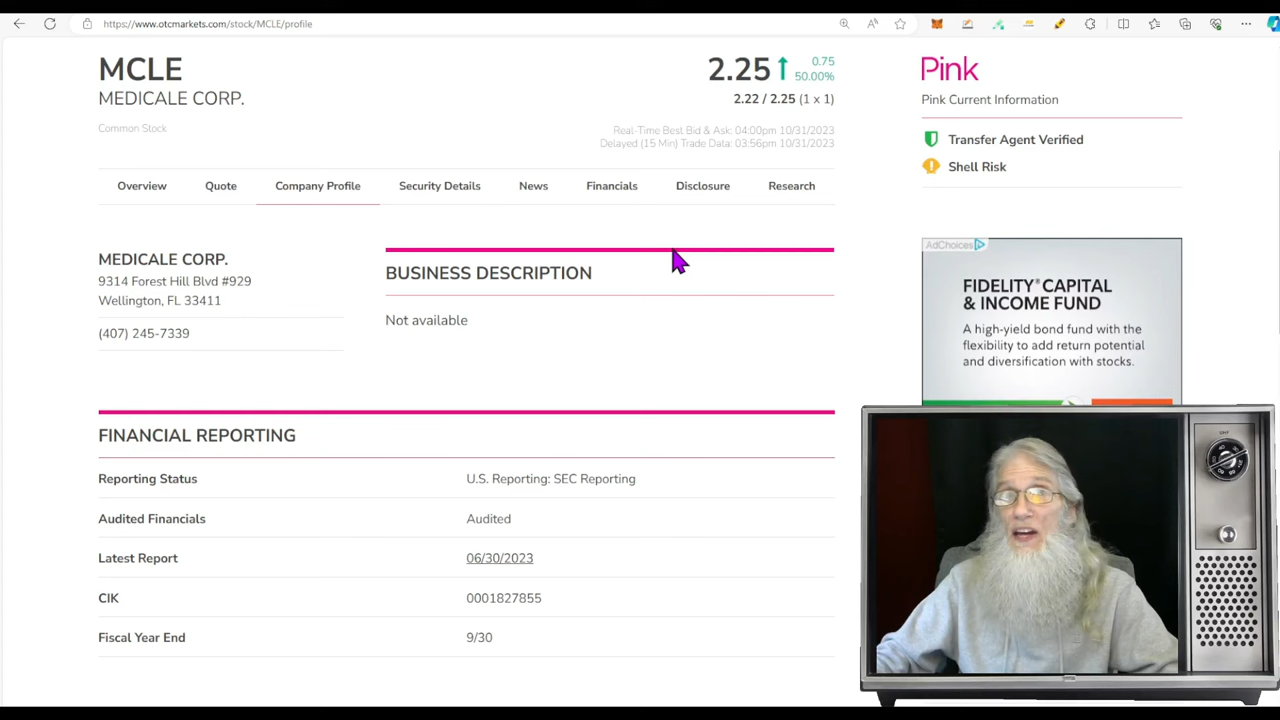 https://www.otcmarkets.com/stock/MCLE/profile
MCLE
MEDICALE CORP.
Common Stock
2.25
0.75
50.00%
2.22 / 2.25 (1 x 1)
Real-Time Best Bid & Ask: 04:00pm 10/31/2023
Delayed (15 Min) Trade Data: 03:56pm 10/31/2023
Pink
Pink Current Information
Transfer Agent Verified
Shell Risk
Overview Quote Company Profile Security Details News Financials Disclosure Research
MEDICALE CORP.
9314 Forest Hill Blvd #929
Wellington, FL 33411
(407) 245-7339
BUSINESS DESCRIPTION
Not available
AdChoices
FIDELITY® CAPITAL
& INCOME FUND
A high-yield bond fund with the
flexibility to add return potential
and diversification with stocks.
FINANCIAL REPORTING
Reporting Status U.S. Reporting: SEC Reporting
Audited Financials Audited
Latest Report 06/30/2023
CIK 0001827855
Fiscal Year End 9/30